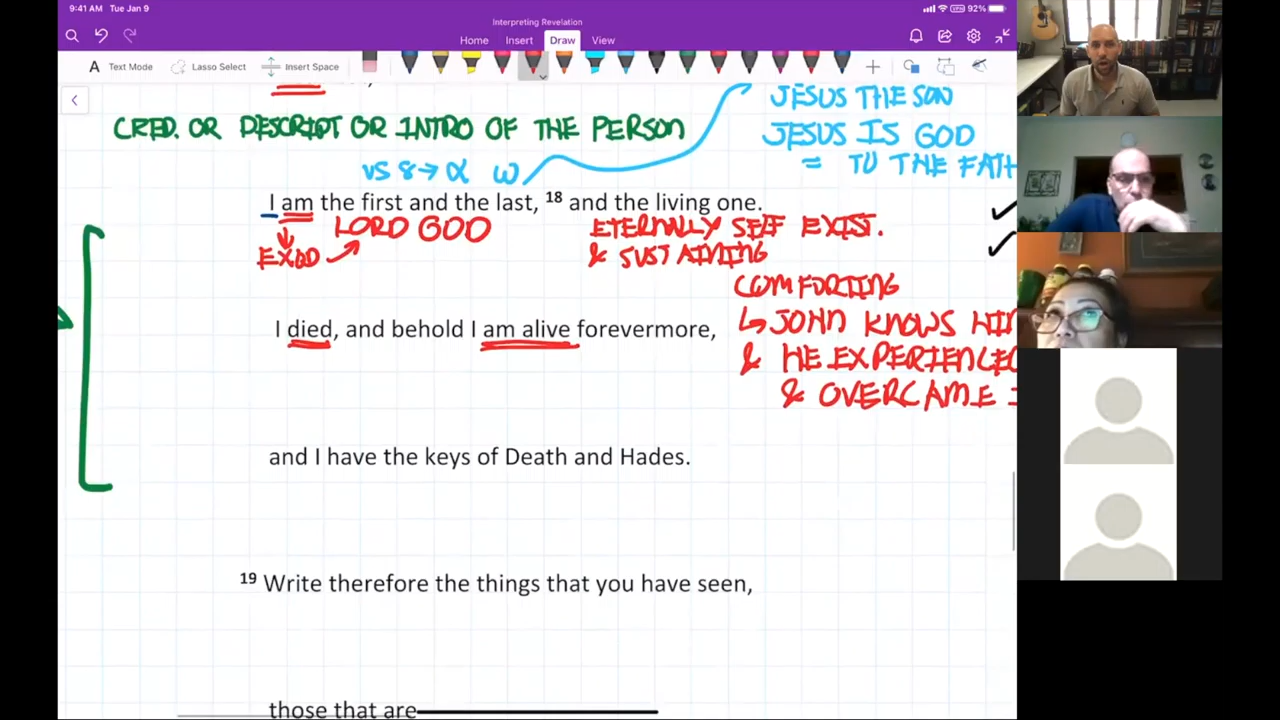 9:41 AM Tue Jan 9
92%
Interpreting Revelation
Home Insert Draw View
A Text Mode Lasso Select Insert Space
JESUS THE SON
CRED. OR DESCRIPT OR INTRO OF THE PERSON
JESUS IS GOD
= TO THE FATH
vs 8→ α ω
I am the first and the last, 18 and the living one.
LORD GOD
ETERNALLY SELF EXIST.
EXOD
& SUSTAINING
COMFORTING
I died, and behold I am alive forevermore,
↳ JOHN KNOWS HIM
& HE EXPERIENCED
& OVERCAME
and I have the keys of Death and Hades.
19 Write therefore the things that you have seen,
those that are